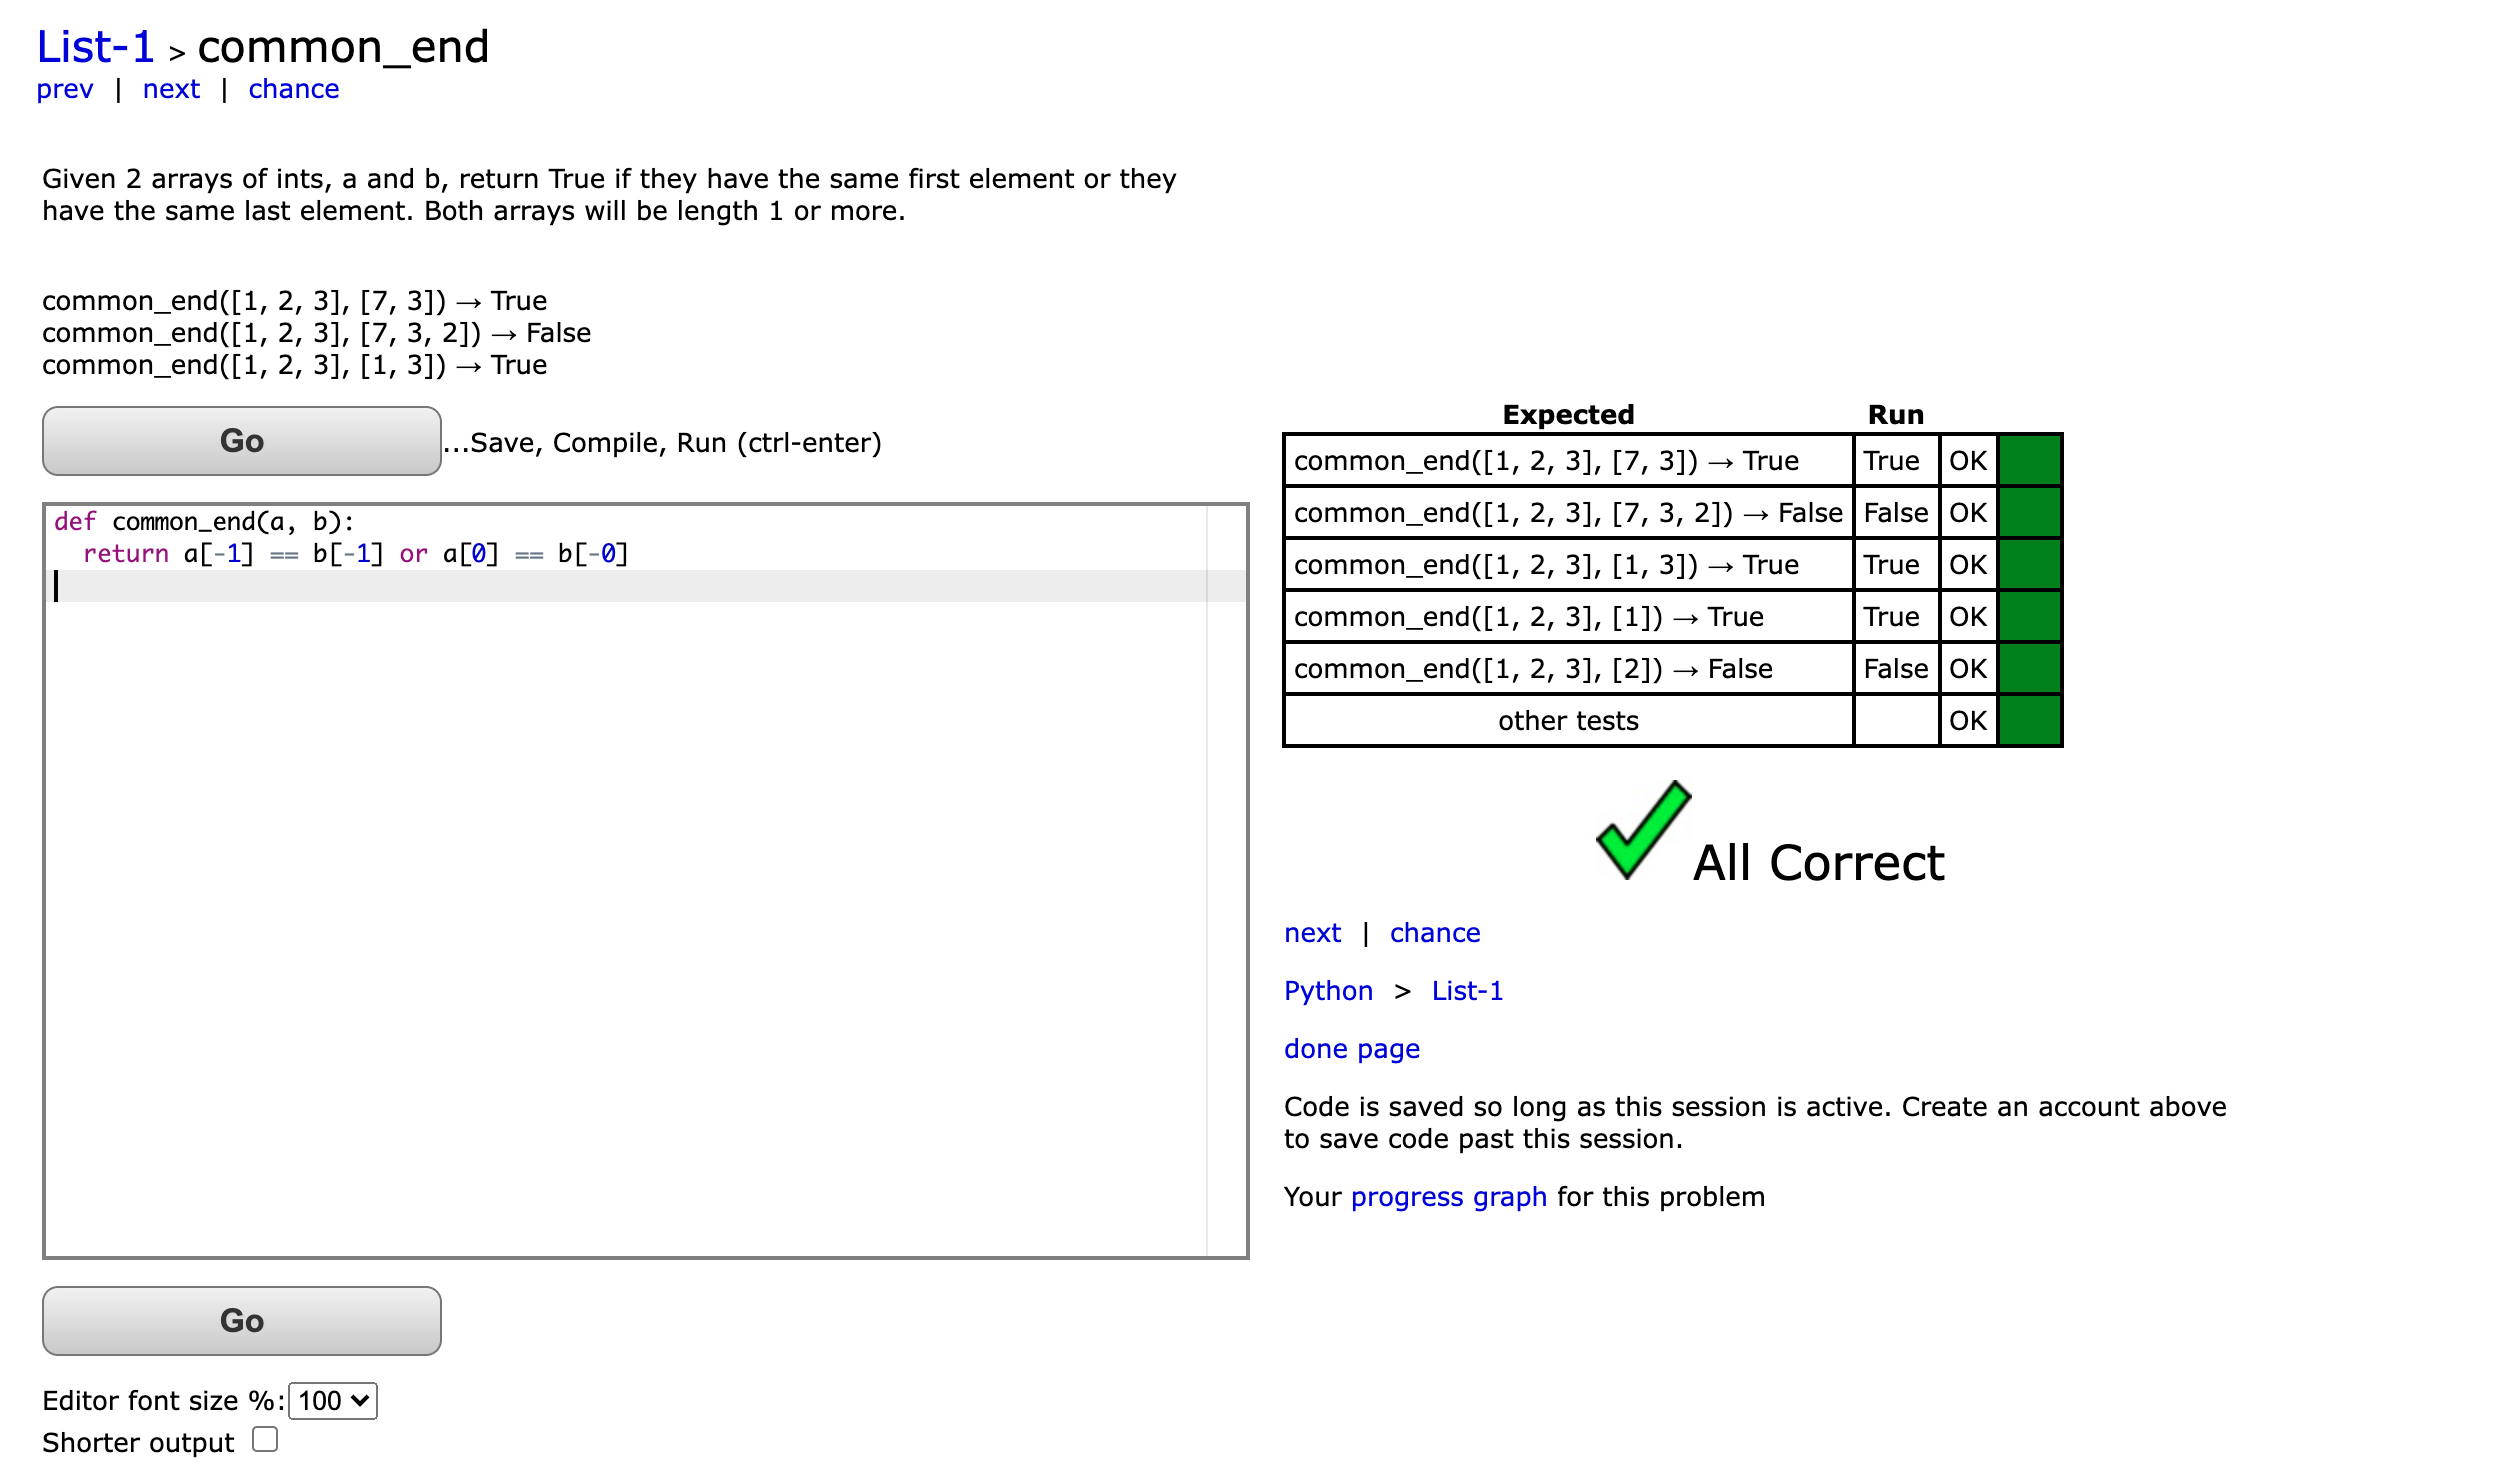 List-1 > common_end
prev | next | chance
Given 2 arrays of ints, a and b, return True if they have the same first element or they
have the same last element. Both arrays will be length 1 or more.
common_end([1, 2, 3], [7, 3]) → True
common_end([1, 2, 3], [7, 3, 2]) → False
common_end([1, 2, 3], [1, 3]) → True
Go ...Save, Compile, Run (ctrl-enter)
def common_end(a, b):
  return a[-1] == b[-1] or a[0] == b[-0]
Go
Editor font size %: 100
Shorter output
Expected Run
common_end([1, 2, 3], [7, 3]) → True True OK
common_end([1, 2, 3], [7, 3, 2]) → False False OK
common_end([1, 2, 3], [1, 3]) → True True OK
common_end([1, 2, 3], [1]) → True True OK
common_end([1, 2, 3], [2]) → False False OK
other tests OK
All Correct
next | chance
Python > List-1
done page
Code is saved so long as this session is active. Create an account above
to save code past this session.
Your progress graph for this problem